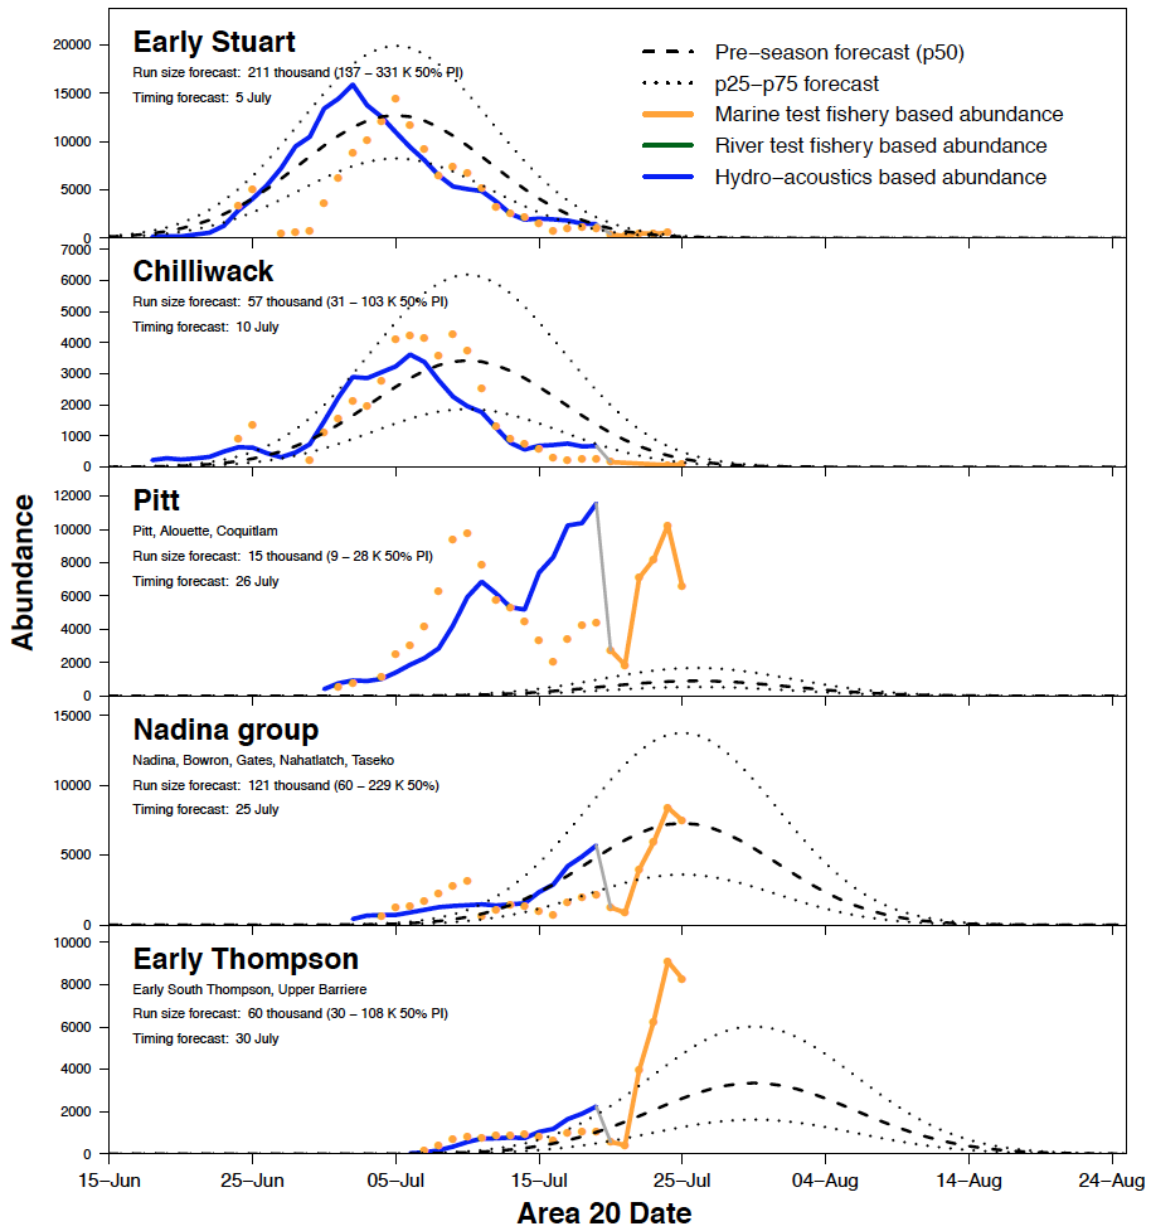 Early Stuart
Run size forecast: 211 thousand (137 − 331 K 50% PI)
Timing forecast: 5 July
Pre−season forecast (p50)
p25−p75 forecast
Marine test fishery based abundance
River test fishery based abundance
Hydro−acoustics based abundance
20000
15000
10000
5000
0
Chilliwack
Run size forecast: 57 thousand (31 − 103 K 50% PI)
Timing forecast: 10 July
7000
6000
5000
4000
3000
2000
1000
0
Pitt
Pitt, Alouette, Coquitlam
Run size forecast: 15 thousand (9 − 28 K 50% PI)
Timing forecast: 26 July
12000
10000
8000
6000
4000
2000
0
Nadina group
Nadina, Bowron, Gates, Nahatlatch, Taseko
Run size forecast: 121 thousand (60 − 229 K 50%)
Timing forecast: 25 July
15000
10000
5000
0
Early Thompson
Early South Thompson, Upper Barriere
Run size forecast: 60 thousand (30 − 108 K 50% PI)
Timing forecast: 30 July
10000
8000
6000
4000
2000
0
Abundance
15−Jun 25−Jun 05−Jul 15−Jul 25−Jul 04−Aug 14−Aug 24−Aug
Area 20 Date